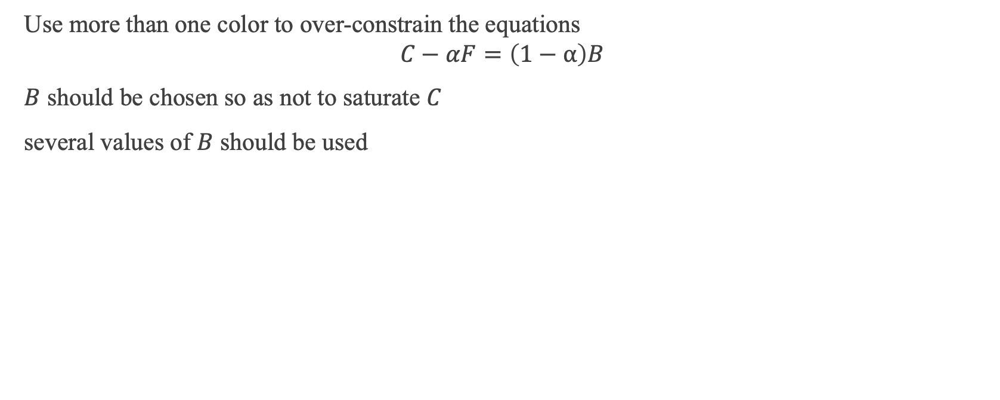 Use more than one color to over-constrain the equations
C − αF = (1 − α)B
B should be chosen so as not to saturate C
several values of B should be used